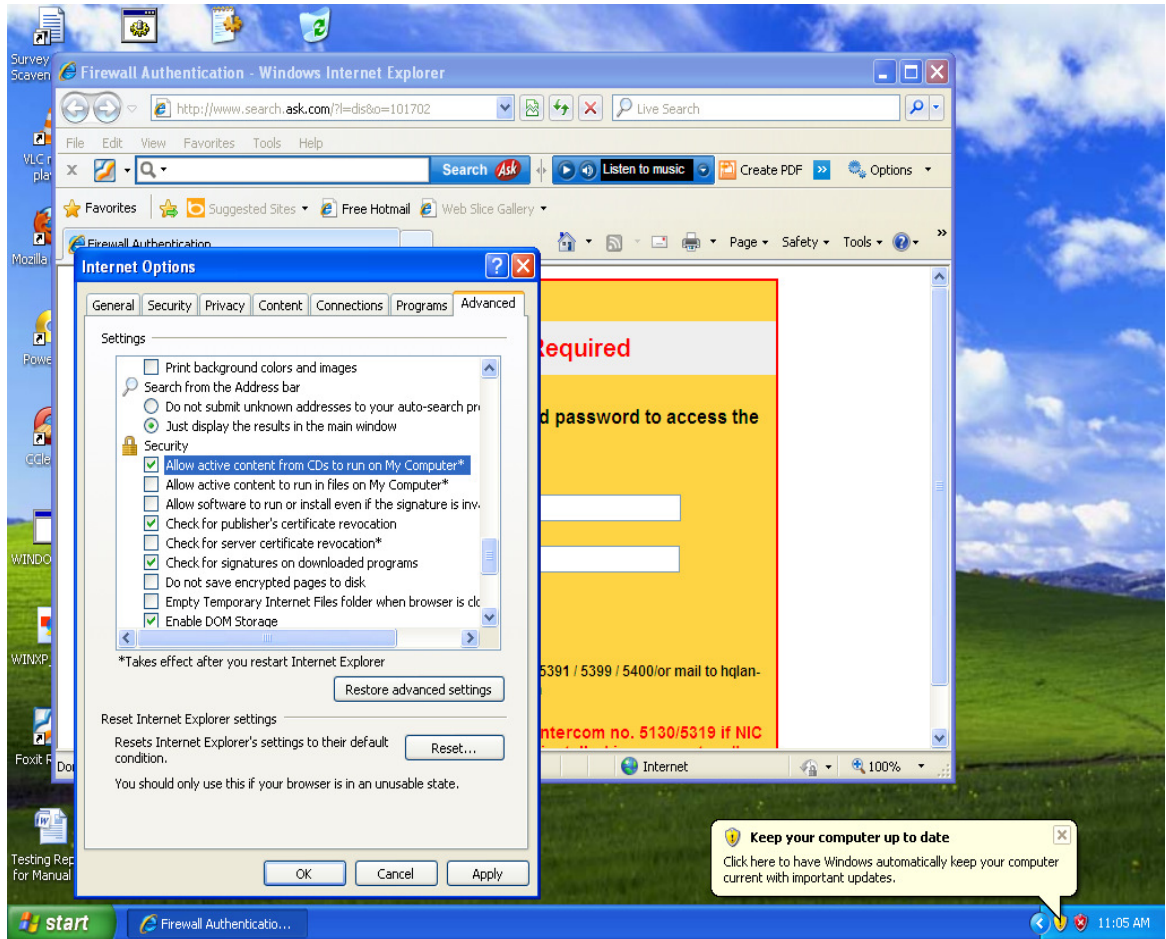 Survey
Scaven
Firewall Authentication - Windows Internet Explorer
http://www.search.ask.com/?l=dis&o=101702
Live Search
File Edit View Favorites Tools Help
VLC
pla
x
Search Ask
Listen to music
Create PDF
Options
Favorites
Suggested Sites
Free Hotmail
Web Slice Gallery
Firewall Authentication
Page Safety Tools
Mozilla
Internet Options
General Security Privacy Content Connections Programs Advanced
Settings
Required
Print background colors and images
Search from the Address bar
Powe
Do not submit unknown addresses to your auto-search pr
Just display the results in the main window
d password to access the
Security
Allow active content from CDs to run on My Computer*
Allow active content to run in files on My Computer*
Allow software to run or install even if the signature is inv
Check for publisher's certificate revocation
Check for server certificate revocation*
Check for signatures on downloaded programs
WINDO
Do not save encrypted pages to disk
Empty Temporary Internet Files folder when browser is clo
Enable DOM Storage
WINXP_
*Takes effect after you restart Internet Explorer
5391 / 5399 / 5400/or mail to hqlan-
Restore advanced settings
Reset Internet Explorer settings
ntercom no. 5130/5319 if NIC
Resets Internet Explorer's settings to their default
condition.
Reset...
Foxit R
Do
Internet
100%
You should only use this if your browser is in an unusable state.
Keep your computer up to date
Click here to have Windows automatically keep your computer
current with important updates.
Testing Rep
for Manual
OK Cancel Apply
start
Firewall Authenticatio...
11:05 AM